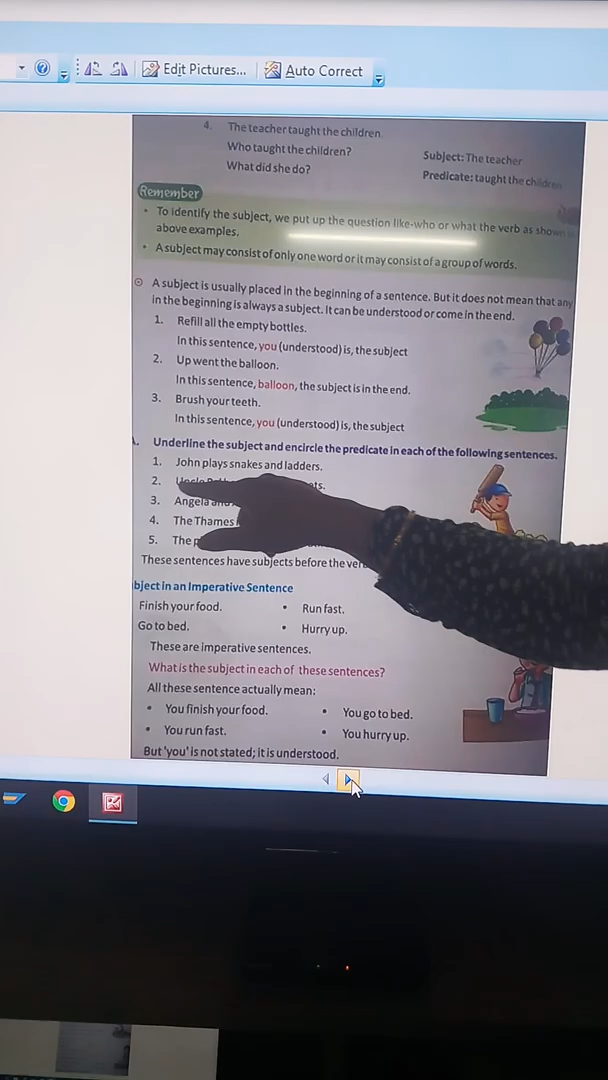 Edit Pictures...
Auto Correct
4. The teacher taught the children.
Who taught the children?
Subject: The teacher
What did she do?
Predicate: taught the children
Remember
• To identify the subject, we put up the question like-who or what the verb as shown
above examples.
• A subject may consist of only one word or it may consist of a group of words.
A subject is usually placed in the beginning of a sentence. But it does not mean that any
in the beginning is always a subject. It can be understood or come in the end.
1. Refill all the empty bottles.
In this sentence, you (understood) is, the subject
2. Up went the balloon.
In this sentence, balloon, the subject is in the end.
3. Brush your teeth.
In this sentence, you (understood) is, the subject
Underline the subject and encircle the predicate in each of the following sentences.
1. John plays snakes and ladders.
2. Uncle
3. Angela and
4. The Thames
5. The
These sentences have subjects before the
bject in an Imperative Sentence
Finish your food.
• Run fast.
Go to bed.
• Hurry up.
These are imperative sentences.
What is the subject in each of these sentences?
All these sentence actually mean:
• You finish your food.
• You go to bed.
• You run fast.
• You hurry up.
But 'you' is not stated; it is understood.